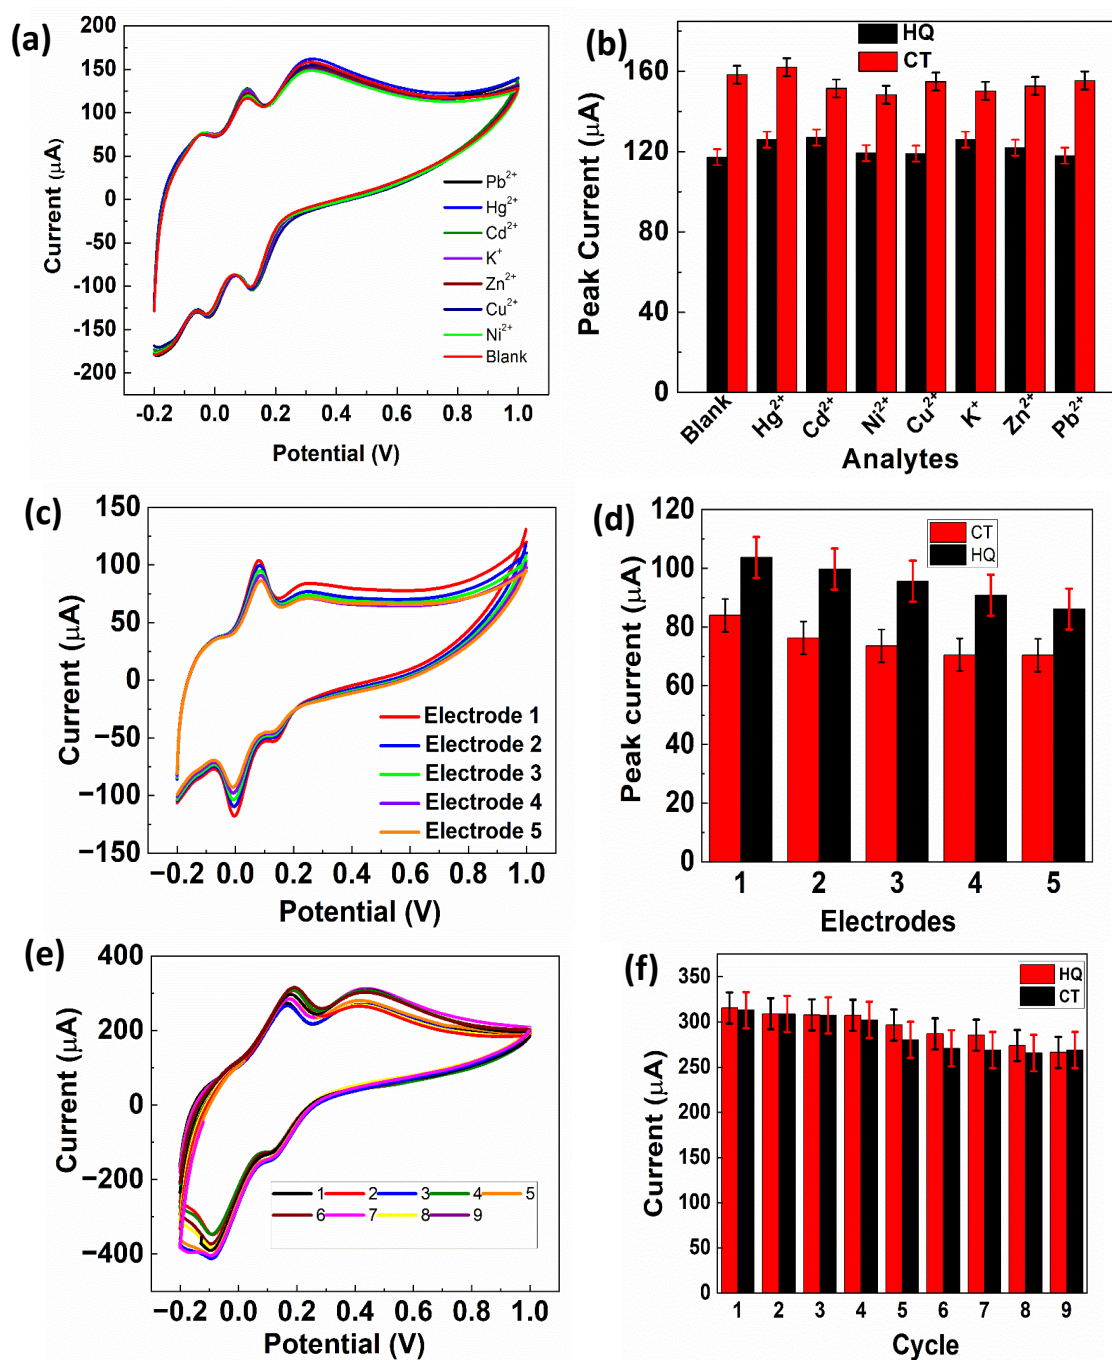 (a)
200
150
100
50
0
-50
-100
-150
-200
Current (µA)
Pb2+
Hg2+
Cd2+
K+
Zn2+
Cu2+
Ni2+
Blank
-0.2 0.0 0.2 0.4 0.6 0.8 1.0
Potential (V)
(b)
HQ
CT
160
120
80
40
0
Peak Current (µA)
Blank Hg2+ Cd2+ Ni2+ Cu2+ K+ Zn2+ Pb2+
Analytes
(c)
150
100
50
0
−50
−100
−150
Current (µA)
Electrode 1
Electrode 2
Electrode 3
Electrode 4
Electrode 5
−0.2 0.0 0.2 0.4 0.6 0.8 1.0
Potential (V)
(d)
CT
HQ
120
100
80
60
40
20
0
Peak current (µA)
1 2 3 4 5
Electrodes
(e)
400
200
0
−200
−400
Current (µA)
1 2 3 4 5
6 7 8 9
−0.2 0.0 0.2 0.4 0.6 0.8 1.0
Potential (V)
(f)
HQ
CT
350
300
250
200
150
100
50
0
Current (µA)
1 2 3 4 5 6 7 8 9
Cycle